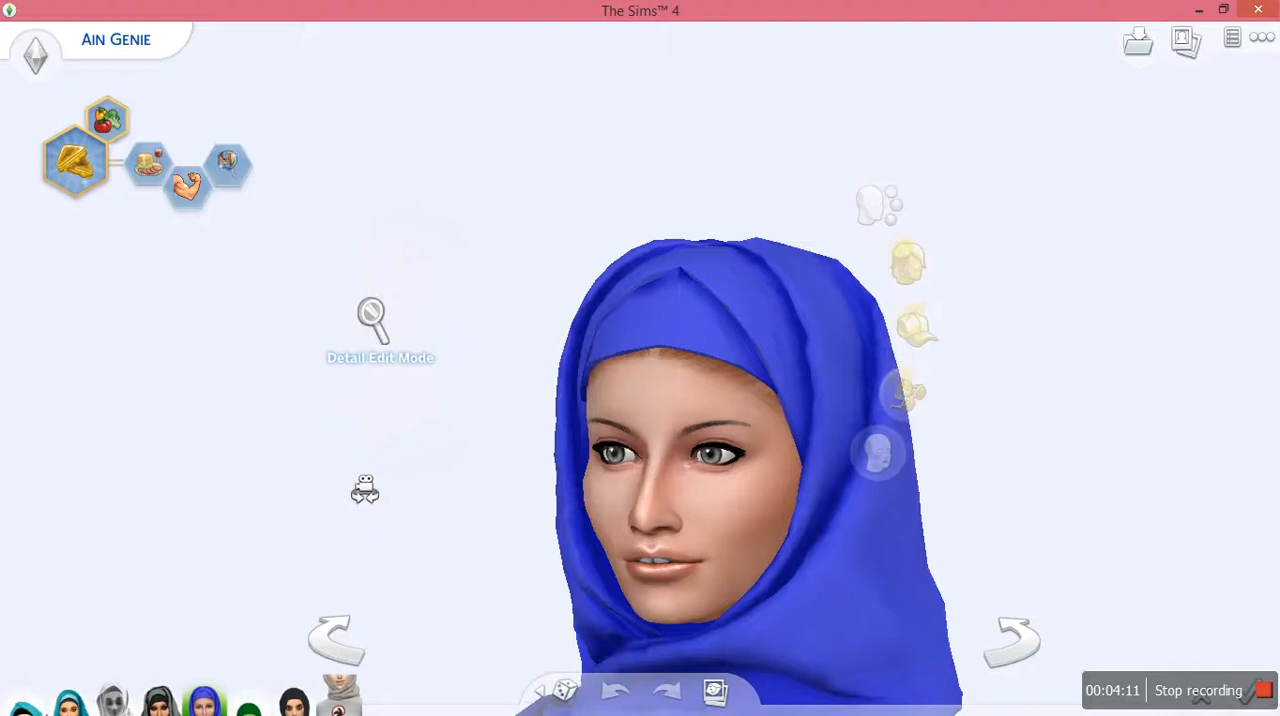 The Sims™ 4
AIN GENIE
Detail Edit Mode
00:04:11
Stop recording